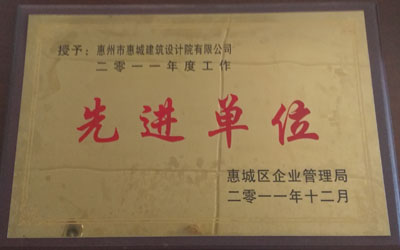 授予：惠州市惠城建筑设计院有限公司
二零一一年度工作
先进单位
惠城区企业管理局
二零一一年十二月